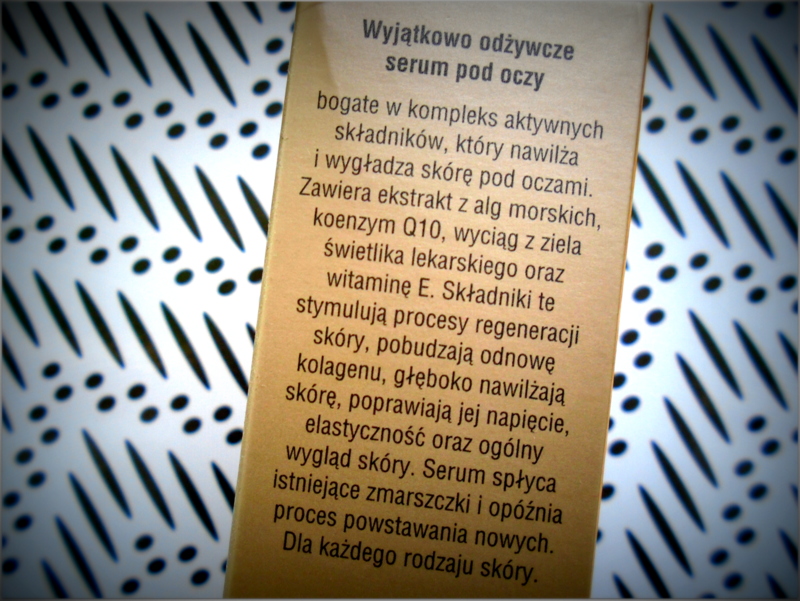 Wyjątkowo odżywcze
serum pod oczy
bogate w kompleks aktywnych
składników, który nawilża
i wygładza skórę pod oczami.
Zawiera ekstrakt z alg morskich,
koenzym Q10, wyciąg z ziela
świetlika lekarskiego oraz
witaminę E. Składniki te
stymulują procesy regeneracji
skóry, pobudzają odnowę
kolagenu, głęboko nawilżają
skórę, poprawiają jej napięcie,
elastyczność oraz ogólny
wygląd skóry. Serum spłyca
istniejące zmarszczki i opóźnia
proces powstawania nowych.
Dla każdego rodzaju skóry.